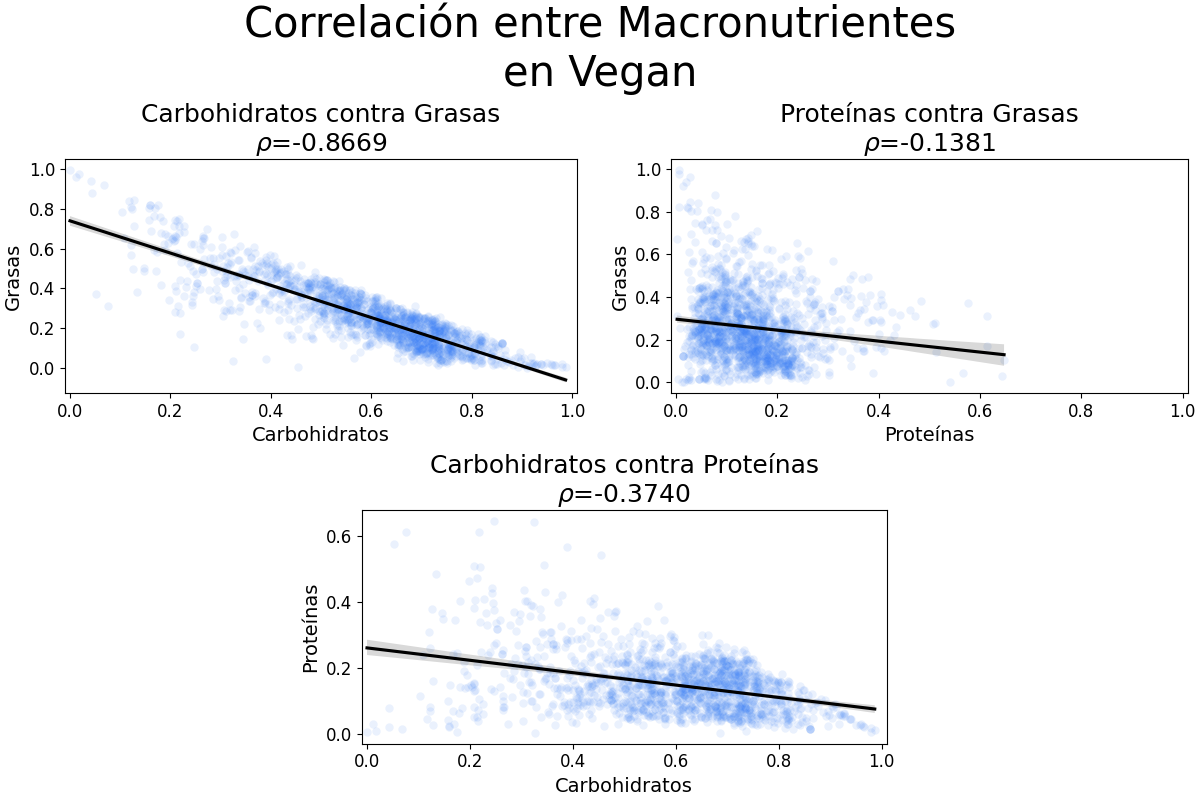 Correlación entre Macronutrientes
en Vegan
Carbohidratos contra Grasas
ρ=-0.8669
1.0
0.8
0.6
0.4
0.2
0.0
Grasas
0.0 0.2 0.4 0.6 0.8 1.0
Carbohidratos
Proteínas contra Grasas
ρ=-0.1381
1.0
0.8
0.6
0.4
0.2
0.0
Grasas
0.0 0.2 0.4 0.6 0.8 1.0
Proteínas
Carbohidratos contra Proteínas
ρ=-0.3740
0.6
0.4
0.2
0.0
Proteínas
0.0 0.2 0.4 0.6 0.8 1.0
Carbohidratos